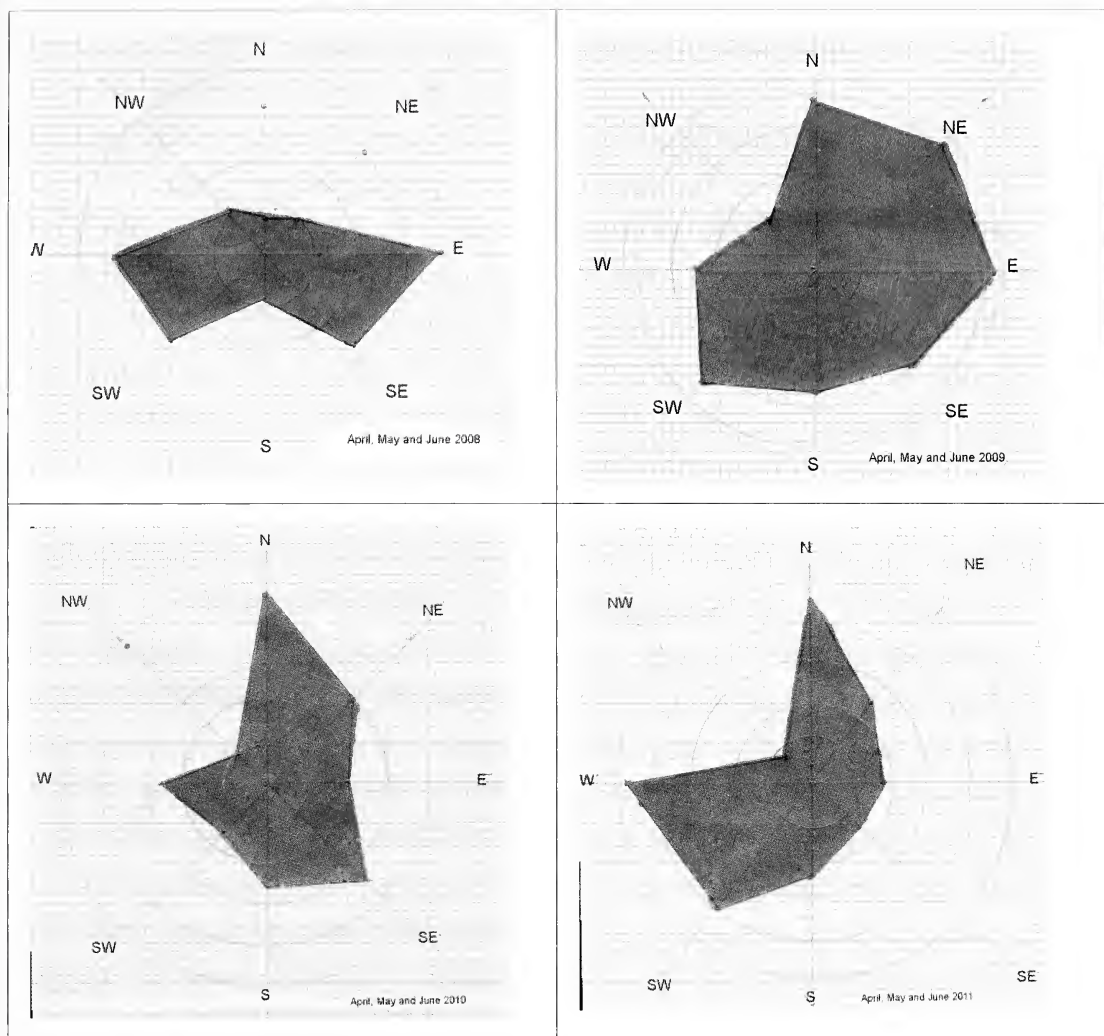 N
NW
NE
W
E
SW
SE
S
April, May and June 2008
N
NW
NE
W
E
SW
SE
S
April, May and June 2009
N
NW
NE
W
E
SW
SE
S
April, May and June 2010
N
NE
NW
W
E
SW
SE
S
April, May and June 2011